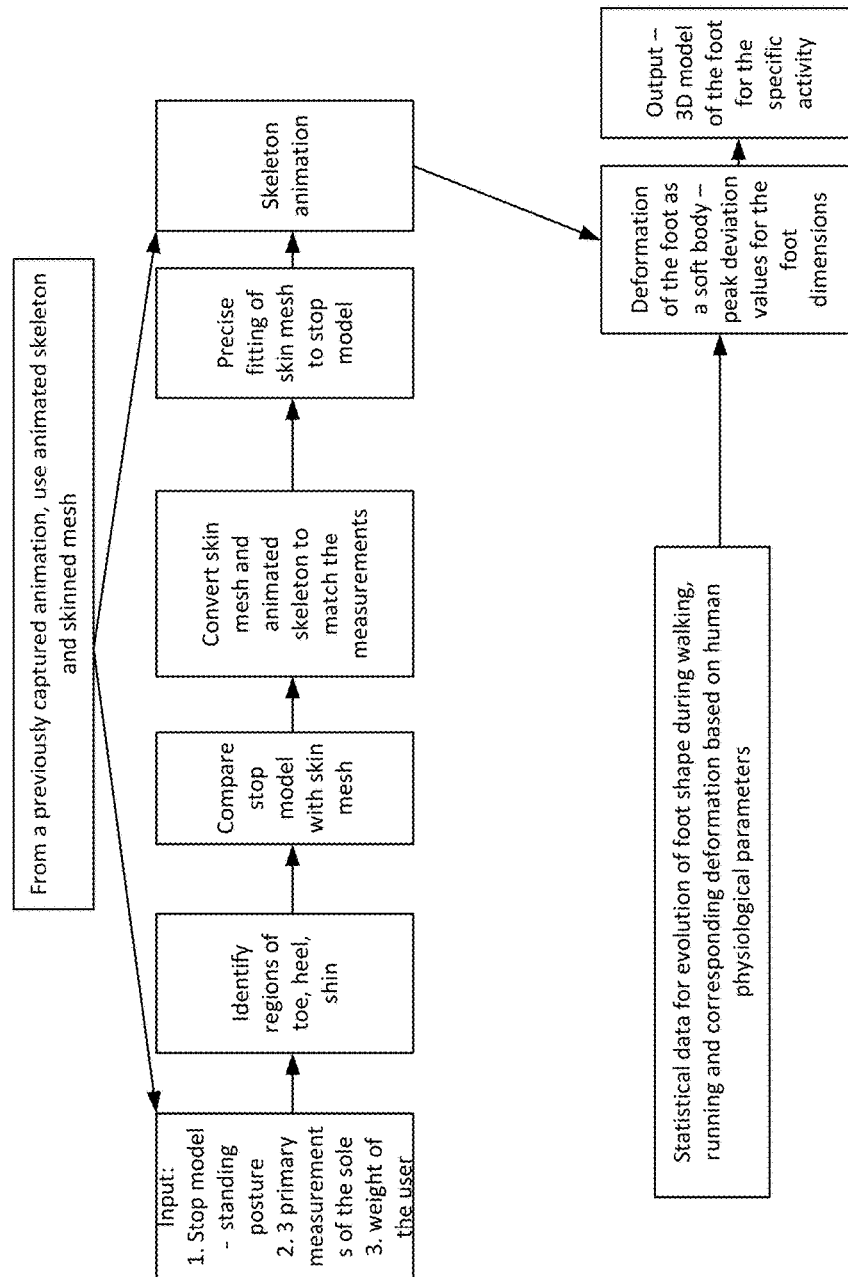 From a previously captured animation, use animated skeleton
and skinned mesh
Input:
1. Stop model
- standing
posture
2. 3 primary
measurement
s of the sole
3. weight of
the user
Identify
regions of
toe, heel,
shin
Compare
stop
model
with skin
mesh
Convert skin
mesh and
animated
skeleton to
match the
measurements
Precise
fitting of
skin mesh
to stop
model
Skeleton
animation
Statistical data for evolution of foot shape during walking,
running and corresponding deformation based on human
physiological parameters
Deformation
of the foot as
a soft body –
peak deviation
values for the
foot
dimensions
Output –
3D model
of the foot
for the
specific
activity